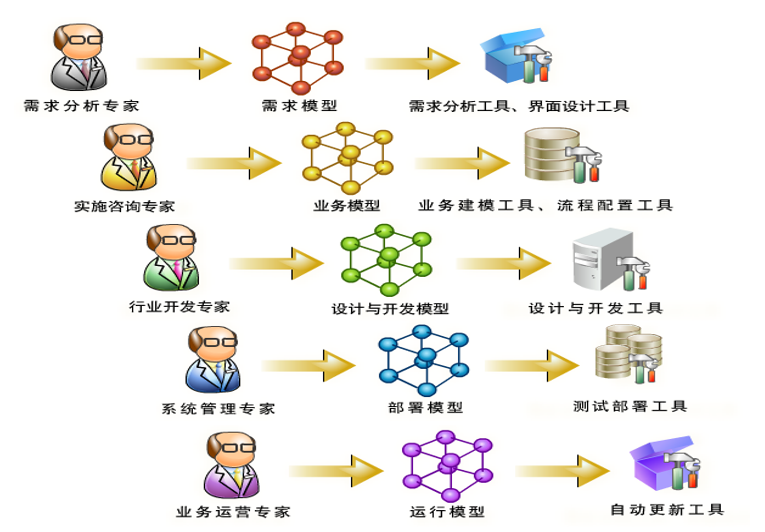 需求分析专家
需求模型
需求分析工具、界面设计工具
实施咨询专家
业务模型
业务建模工具、流程配置工具
行业开发专家
设计与开发模型
设计与开发工具
系统管理专家
部署模型
测试部署工具
业务运营专家
运行模型
自动更新工具